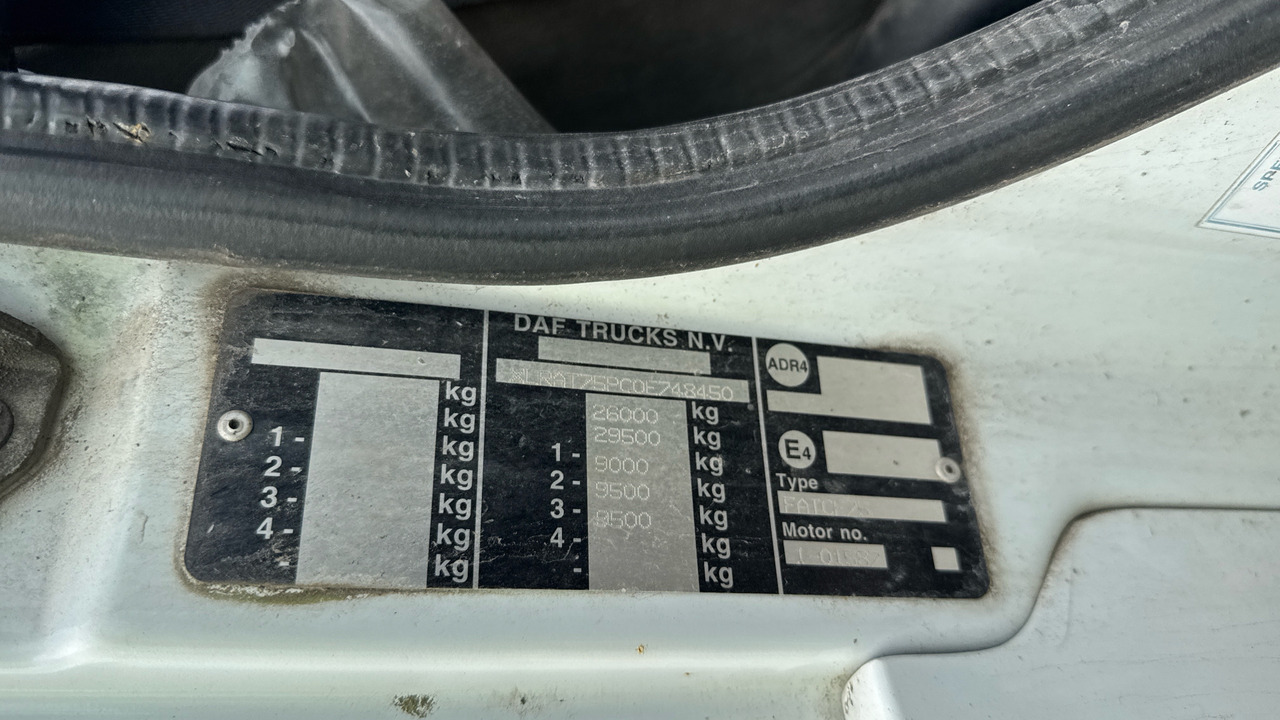 DAF TRUCKS N.V.
26000 kg
29500 kg
1 - 9000 kg
2 - 9500 kg
3 - 9500 kg
4 - kg
- kg
kg
kg
1 - kg
2 - kg
3 - kg
4 - kg
- kg
ADR4
E4
Type
Motor no.